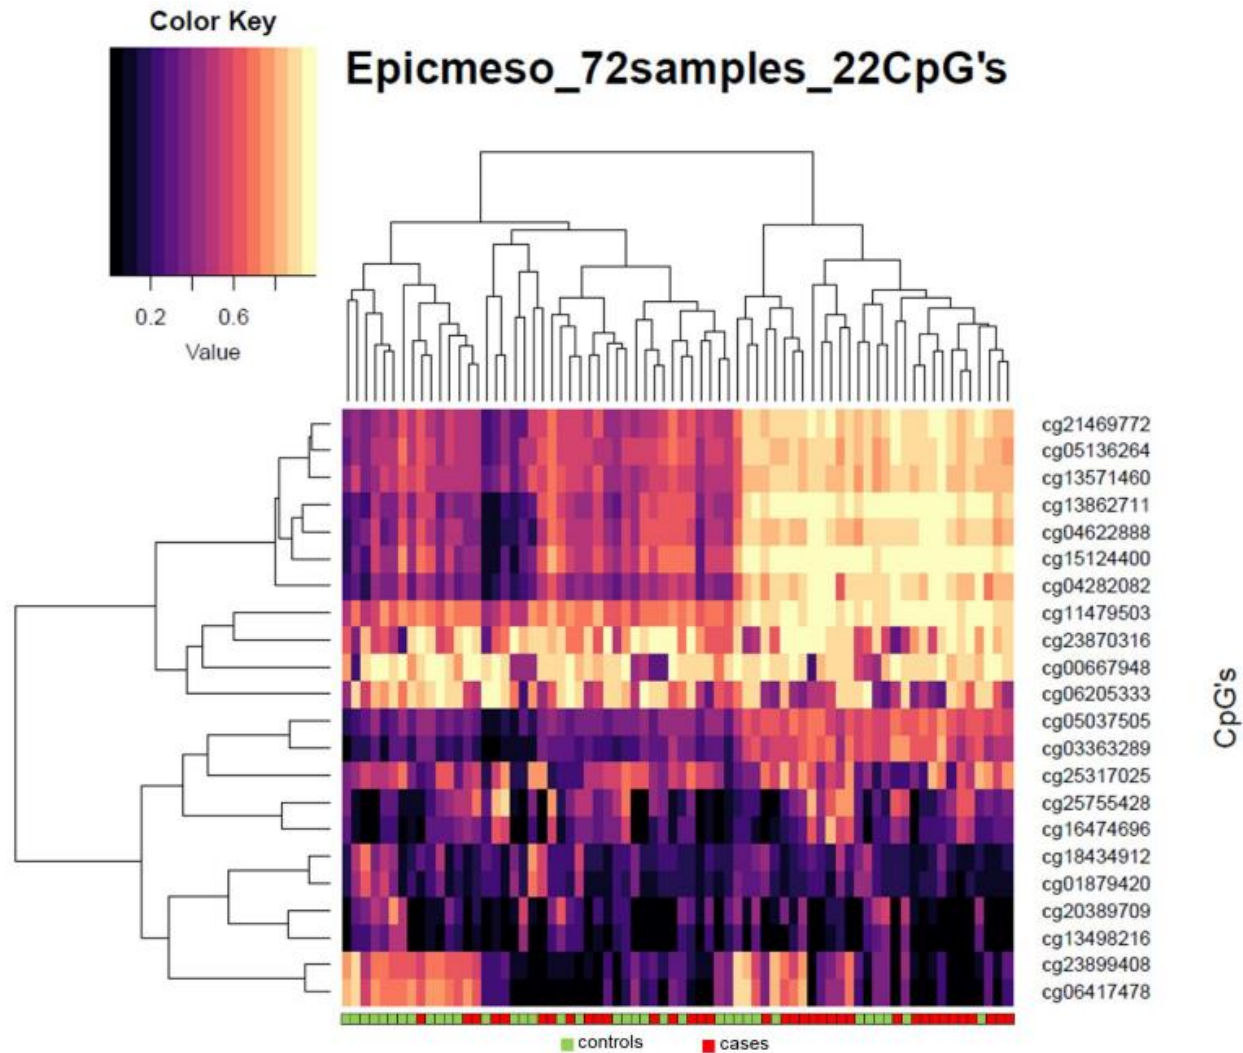 Color Key
Epicmeso_72samples_22CpG's
0.2 0.6
Value
cg21469772
cg05136264
cg13571460
cg13862711
cg04622888
cg15124400
cg04282082
cg11479503
cg23870316
cg00667948
cg06205333
cg05037505
cg03363289
cg25317025
cg25755428
cg16474696
cg18434912
cg01879420
cg20389709
cg13498216
cg23899408
cg06417478
CpG's
controls cases